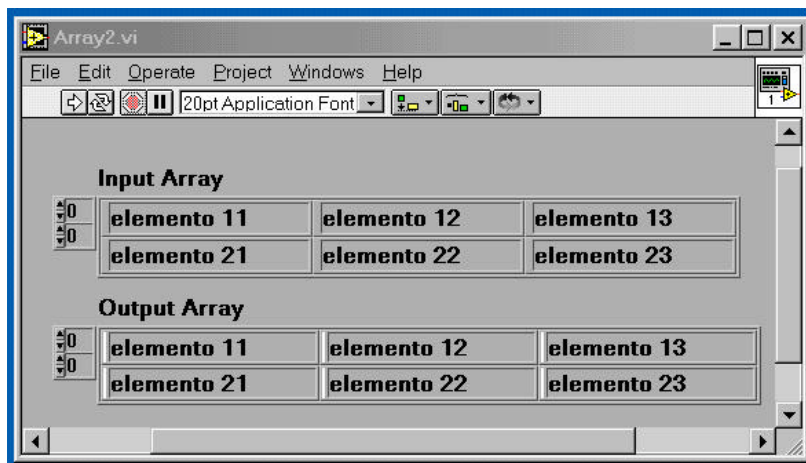 Array2.vi
File Edit Operate Project Windows Help
20pt Application Font
1
Input Array
0
0
elemento 11 elemento 12 elemento 13
elemento 21 elemento 22 elemento 23
Output Array
0
0
elemento 11 elemento 12 elemento 13
elemento 21 elemento 22 elemento 23